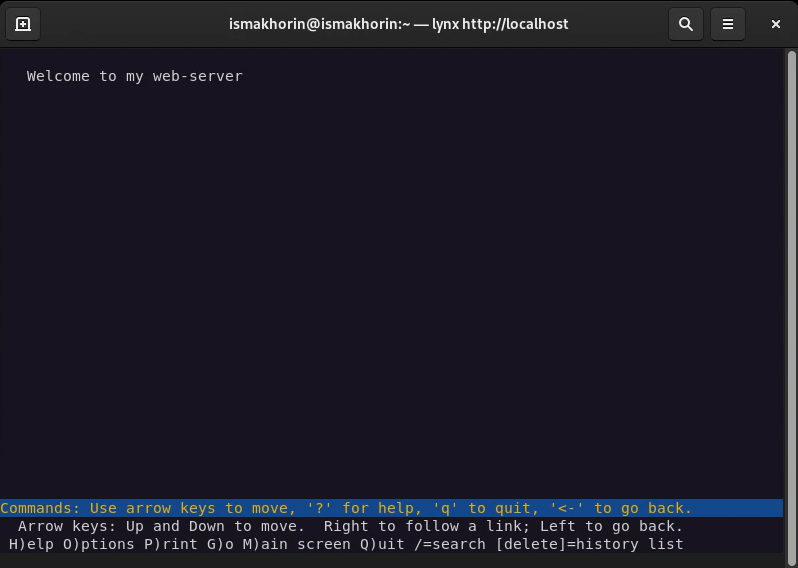 ismakhorin@ismakhorin:~ — lynx http://localhost
Welcome to my web-server
Commands: Use arrow keys to move, '?' for help, 'q' to quit, '<-' to go back.
Arrow keys: Up and Down to move.  Right to follow a link; Left to go back.
H)elp O)ptions P)rint G)o M)ain screen Q)uit /=search [delete]=history list